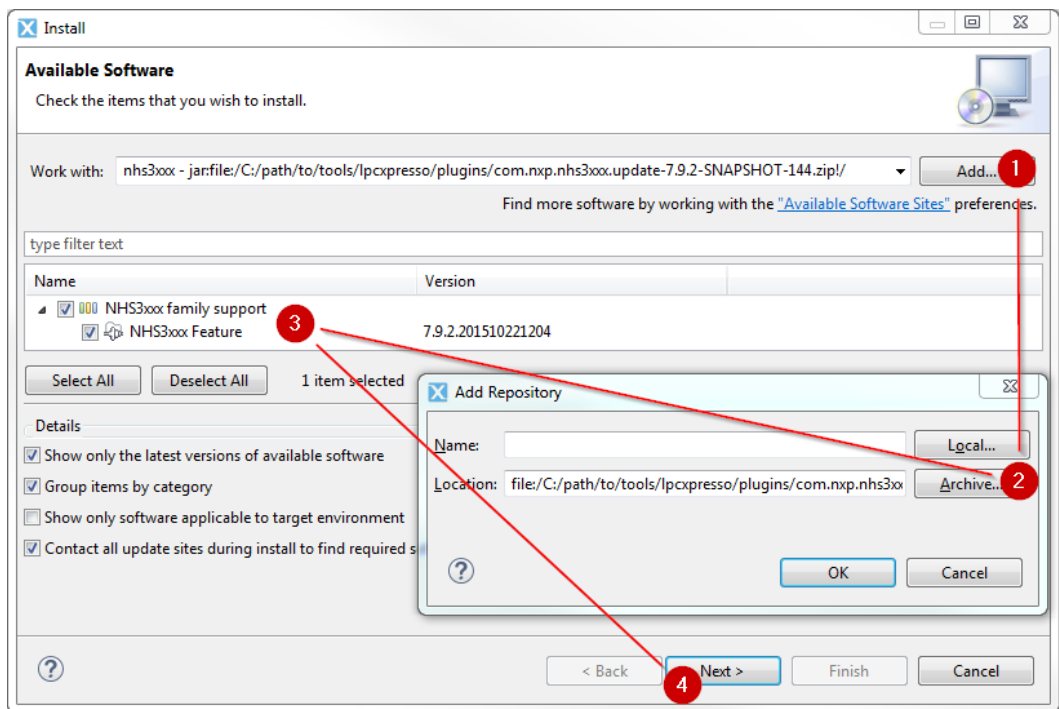 Install
Available Software
Check the items that you wish to install.
Work with: nhs3xxx - jar:file:/C:/path/to/tools/lpcxpresso/plugins/com.nxp.nhs3xxx.update-7.9.2-SNAPSHOT-144.zip!/ Add... 1
Find more software by working with the "Available Software Sites" preferences.
type filter text
Name Version
NHS3xxx family support
3
NHS3xxx Feature 7.9.2.201510221204
Select All Deselect All 1 item selected
Add Repository
Details
Name: Local...
Show only the latest versions of available software
Location: file:/C:/path/to/tools/lpcxpresso/plugins/com.nxp.nhs3xx Archive... 2
Group items by category
Show only software applicable to target environment
Contact all update sites during install to find required
OK Cancel
< Back Next > Finish Cancel
4